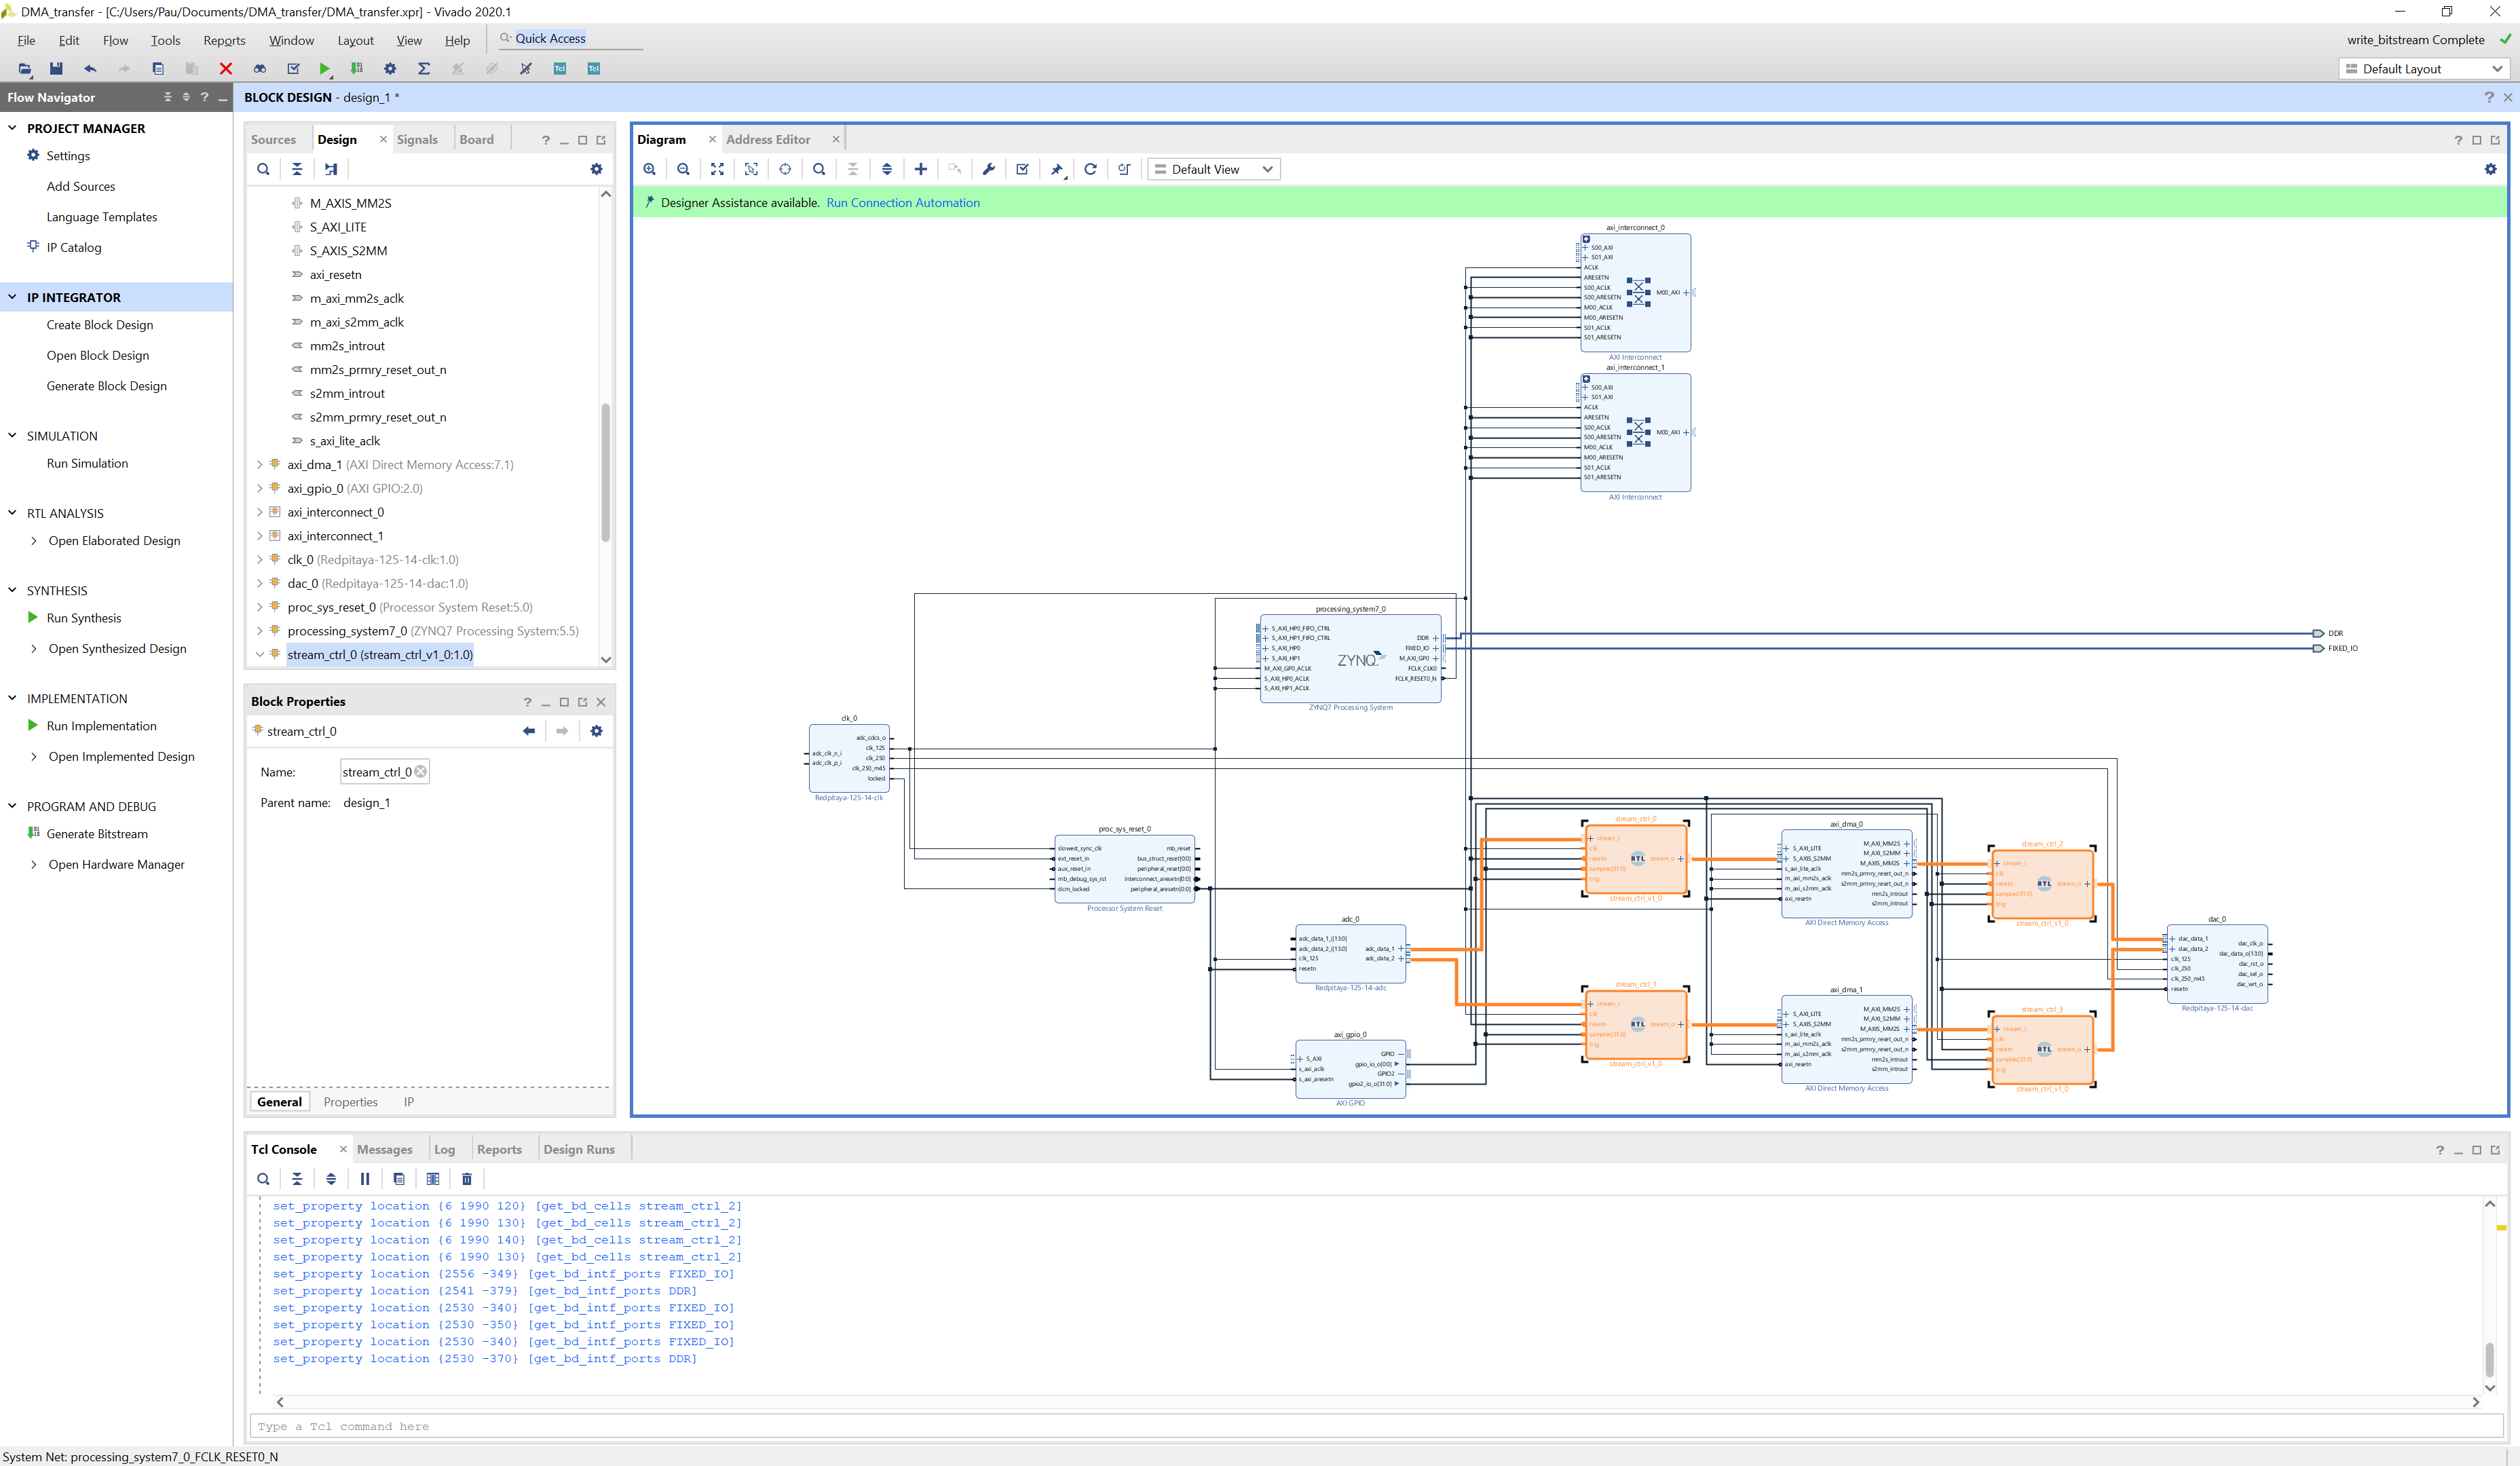 DMA_transfer - [C:/Users/Pau/Documents/DMA_transfer/DMA_transfer.xpr] - Vivado 2020.1
File Edit Flow Tools Reports Window Layout View Help Quick Access
write_bitstream Complete
Default Layout
Flow Navigator
PROJECT MANAGER
Settings
Add Sources
Language Templates
IP Catalog
IP INTEGRATOR
Create Block Design
Open Block Design
Generate Block Design
SIMULATION
Run Simulation
RTL ANALYSIS
Open Elaborated Design
SYNTHESIS
Run Synthesis
Open Synthesized Design
IMPLEMENTATION
Run Implementation
Open Implemented Design
PROGRAM AND DEBUG
Generate Bitstream
Open Hardware Manager
BLOCK DESIGN - design_1 *
Sources Design Signals Board
M_AXIS_MM2S
S_AXI_LITE
S_AXIS_S2MM
axi_resetn
m_axi_mm2s_aclk
m_axi_s2mm_aclk
mm2s_introut
mm2s_prmry_reset_out_n
s2mm_introut
s2mm_prmry_reset_out_n
s_axi_lite_aclk
axi_dma_1 (AXI Direct Memory Access:7.1)
axi_gpio_0 (AXI GPIO:2.0)
axi_interconnect_0
axi_interconnect_1
clk_0 (Redpitaya-125-14-clk:1.0)
dac_0 (Redpitaya-125-14-dac:1.0)
proc_sys_reset_0 (Processor System Reset:5.0)
processing_system7_0 (ZYNQ7 Processing System:5.5)
stream_ctrl_0 (stream_ctrl_v1_0:1.0)
Block Properties
stream_ctrl_0
Name: stream_ctrl_0
Parent name: design_1
General Properties IP
Diagram Address Editor
Default View
Designer Assistance available. Run Connection Automation
axi_interconnect_0
S00_AXI
S01_AXI
ACLK
ARESETN
S00_ACLK
S00_ARESETN
M00_ACLK
M00_ARESETN
S01_ACLK
S01_ARESETN
M00_AXI
AXI Interconnect
axi_interconnect_1
S00_AXI
S01_AXI
ACLK
ARESETN
S00_ACLK
S00_ARESETN
M00_ACLK
M00_ARESETN
S01_ACLK
S01_ARESETN
M00_AXI
AXI Interconnect
processing_system7_0
S_AXI_HP0_FIFO_CTRL
S_AXI_HP1_FIFO_CTRL
S_AXI_HP0
S_AXI_HP1
M_AXI_GP0_ACLK
S_AXI_HP0_ACLK
S_AXI_HP1_ACLK
ZYNQ
DDR
FIXED_IO
M_AXI_GP0
FCLK_CLK0
FCLK_RESET0_N
ZYNQ7 Processing System
DDR
FIXED_IO
clk_0
adc_clk_n_i
adc_clk_p_i
adc_cdcs_o
clk_125
clk_250
clk_250_m45
locked
Redpitaya-125-14-clk
proc_sys_reset_0
slowest_sync_clk
ext_reset_in
aux_reset_in
mb_debug_sys_rst
dcm_locked
mb_reset
bus_struct_reset[0:0]
peripheral_reset[0:0]
interconnect_aresetn[0:0]
peripheral_aresetn[0:0]
Processor System Reset
adc_0
adc_data_1_i[13:0]
adc_data_2_i[13:0]
clk_125
resetn
adc_data_1
adc_data_2
Redpitaya-125-14-adc
axi_gpio_0
S_AXI
s_axi_aclk
s_axi_aresetn
GPIO
gpio_io_o[0:0]
GPIO2
gpio2_io_o[31:0]
AXI GPIO
stream_ctrl_0
stream_i
clk
resetn
samples[31:0]
trig
RTL
stream_o
stream_ctrl_v1_0
stream_ctrl_1
stream_i
clk
resetn
samples[31:0]
trig
RTL
stream_o
stream_ctrl_v1_0
axi_dma_0
S_AXI_LITE
S_AXIS_S2MM
s_axi_lite_aclk
m_axi_mm2s_aclk
m_axi_s2mm_aclk
axi_resetn
M_AXI_MM2S
M_AXI_S2MM
M_AXIS_MM2S
mm2s_prmry_reset_out_n
s2mm_prmry_reset_out_n
mm2s_introut
s2mm_introut
AXI Direct Memory Access
axi_dma_1
S_AXI_LITE
S_AXIS_S2MM
s_axi_lite_aclk
m_axi_mm2s_aclk
m_axi_s2mm_aclk
axi_resetn
M_AXI_MM2S
M_AXI_S2MM
M_AXIS_MM2S
mm2s_prmry_reset_out_n
s2mm_prmry_reset_out_n
mm2s_introut
s2mm_introut
AXI Direct Memory Access
stream_ctrl_2
stream_i
clk
resetn
samples[31:0]
trig
RTL
stream_o
stream_ctrl_v1_0
stream_ctrl_3
stream_i
clk
resetn
samples[31:0]
trig
RTL
stream_o
stream_ctrl_v1_0
dac_0
dac_data_1
dac_data_2
clk_125
clk_250
clk_250_m45
resetn
dac_clk_o
dac_data_o[13:0]
dac_rst_o
dac_sel_o
dac_wrt_o
Redpitaya-125-14-dac
Tcl Console Messages Log Reports Design Runs
set_property location {6 1990 120} [get_bd_cells stream_ctrl_2]
set_property location {6 1990 130} [get_bd_cells stream_ctrl_2]
set_property location {6 1990 140} [get_bd_cells stream_ctrl_2]
set_property location {6 1990 130} [get_bd_cells stream_ctrl_2]
set_property location {2556 -349} [get_bd_intf_ports FIXED_IO]
set_property location {2541 -379} [get_bd_intf_ports DDR]
set_property location {2530 -340} [get_bd_intf_ports FIXED_IO]
set_property location {2530 -350} [get_bd_intf_ports FIXED_IO]
set_property location {2530 -340} [get_bd_intf_ports FIXED_IO]
set_property location {2530 -370} [get_bd_intf_ports DDR]
Type a Tcl command here
System Net: processing_system7_0_FCLK_RESET0_N